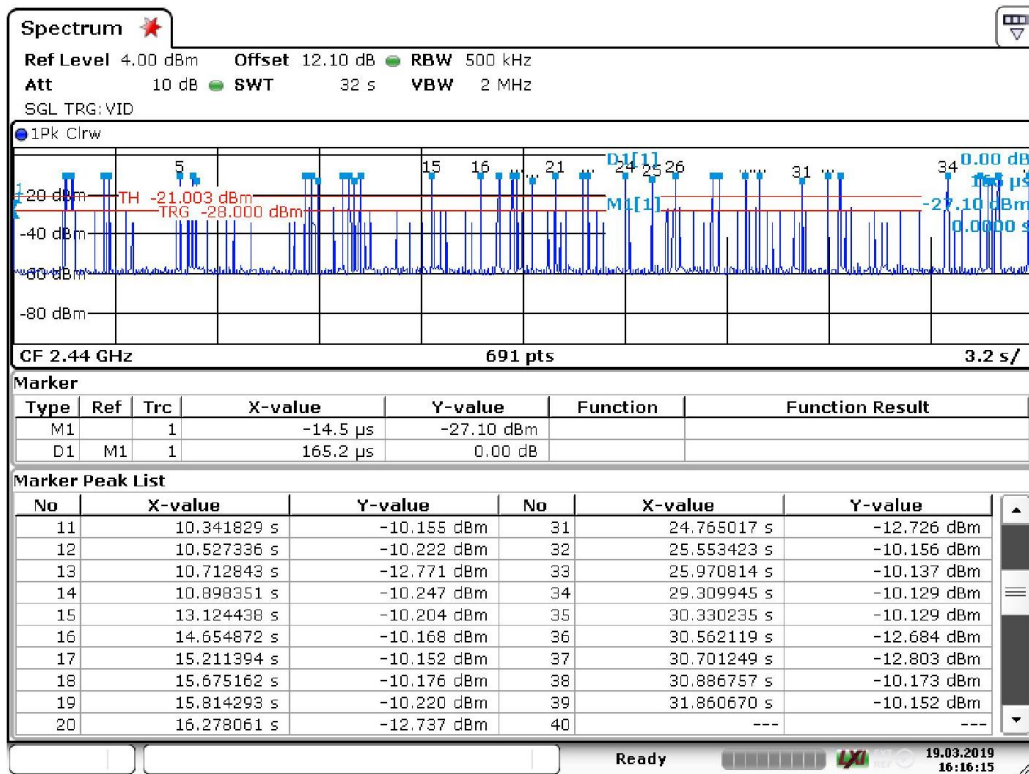 Spectrum
Ref Level 4.00 dBm Offset 12.10 dB RBW 500 kHz
Att 10 dB SWT 32 s VBW 2 MHz
SGL TRG: VID
1Pk Clrw
5 15 16 21 24 25 26 31 34
D1[1] 0.00 dB
-20 dBm
TH -21.003 dBm
M1[1] -27.10 dBm
TRG -28.000 dBm
0.0000 s
-40 dBm
-60 dBm
-80 dBm
CF 2.44 GHz 691 pts 3.2 s/
Marker
Type Ref Trc X-value Y-value Function Function Result
M1 1 -14.5 µs -27.10 dBm
D1 M1 1 165.2 µs 0.00 dB
Marker Peak List
No X-value Y-value No X-value Y-value
11 10.341829 s -10.155 dBm 31 24.765017 s -12.726 dBm
12 10.527336 s -10.222 dBm 32 25.553423 s -10.156 dBm
13 10.712843 s -12.771 dBm 33 25.970814 s -10.137 dBm
14 10.898351 s -10.247 dBm 34 29.309945 s -10.129 dBm
15 13.124438 s -10.204 dBm 35 30.330235 s -10.129 dBm
16 14.654872 s -10.168 dBm 36 30.562119 s -12.684 dBm
17 15.211394 s -10.152 dBm 37 30.701249 s -12.803 dBm
18 15.675162 s -10.176 dBm 38 30.886757 s -10.173 dBm
19 15.814293 s -10.220 dBm 39 31.860670 s -10.152 dBm
20 16.278061 s -12.737 dBm 40 --- ---
Ready LXI 19.03.2019
16:16:15